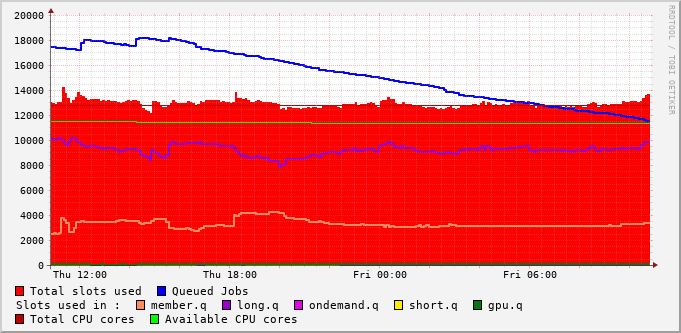 20000
18000
16000
14000
12000
10000
8000
6000
4000
2000
0
Thu 12:00 Thu 18:00 Fri 00:00 Fri 06:00
RRDTOOL / TOBI OETIKER
Total slots used Queued Jobs
Slots used in : member.q long.q ondemand.q short.q gpu.q
Total CPU cores Available CPU cores